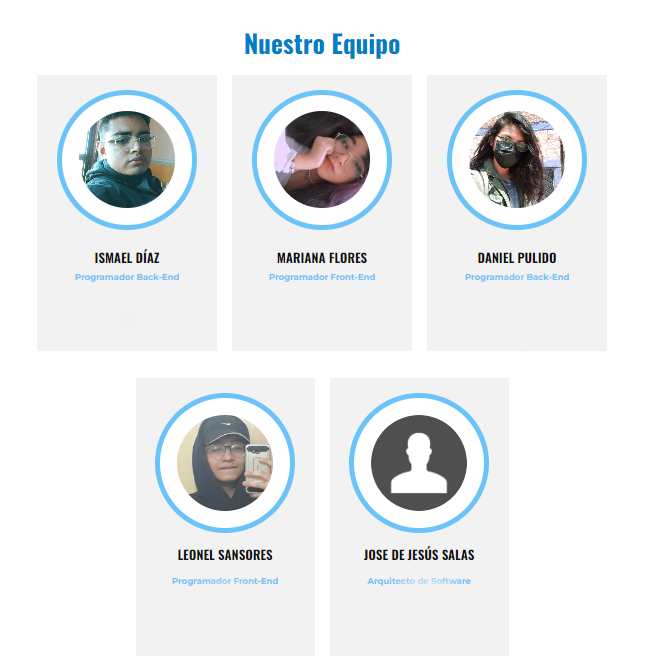 Nuestro Equipo
ISMAEL DÍAZ
Programador Back-End
MARIANA FLORES
Programador Front-End
DANIEL PULIDO
Programador Back-End
LEONEL SANSORES
Programador Front-End
JOSE DE JESÚS SALAS
Arquitecto de Software